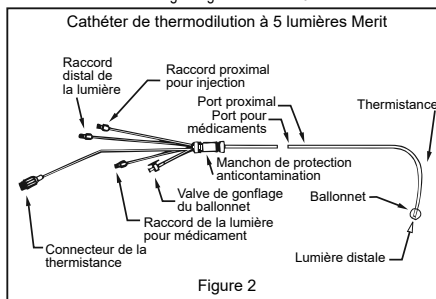 Cathéter de thermodilution à 5 lumières Merit
Raccord
distal de
la lumière
Raccord proximal
pour injection
Port proximal
Port pour
médicaments
Thermistance
Manchon de protection
anticontamination
Valve de gonflage
du ballonnet
Raccord de la lumière
pour médicament
Connecteur de la
thermistance
Ballonnet
Lumière distale
Figure 2